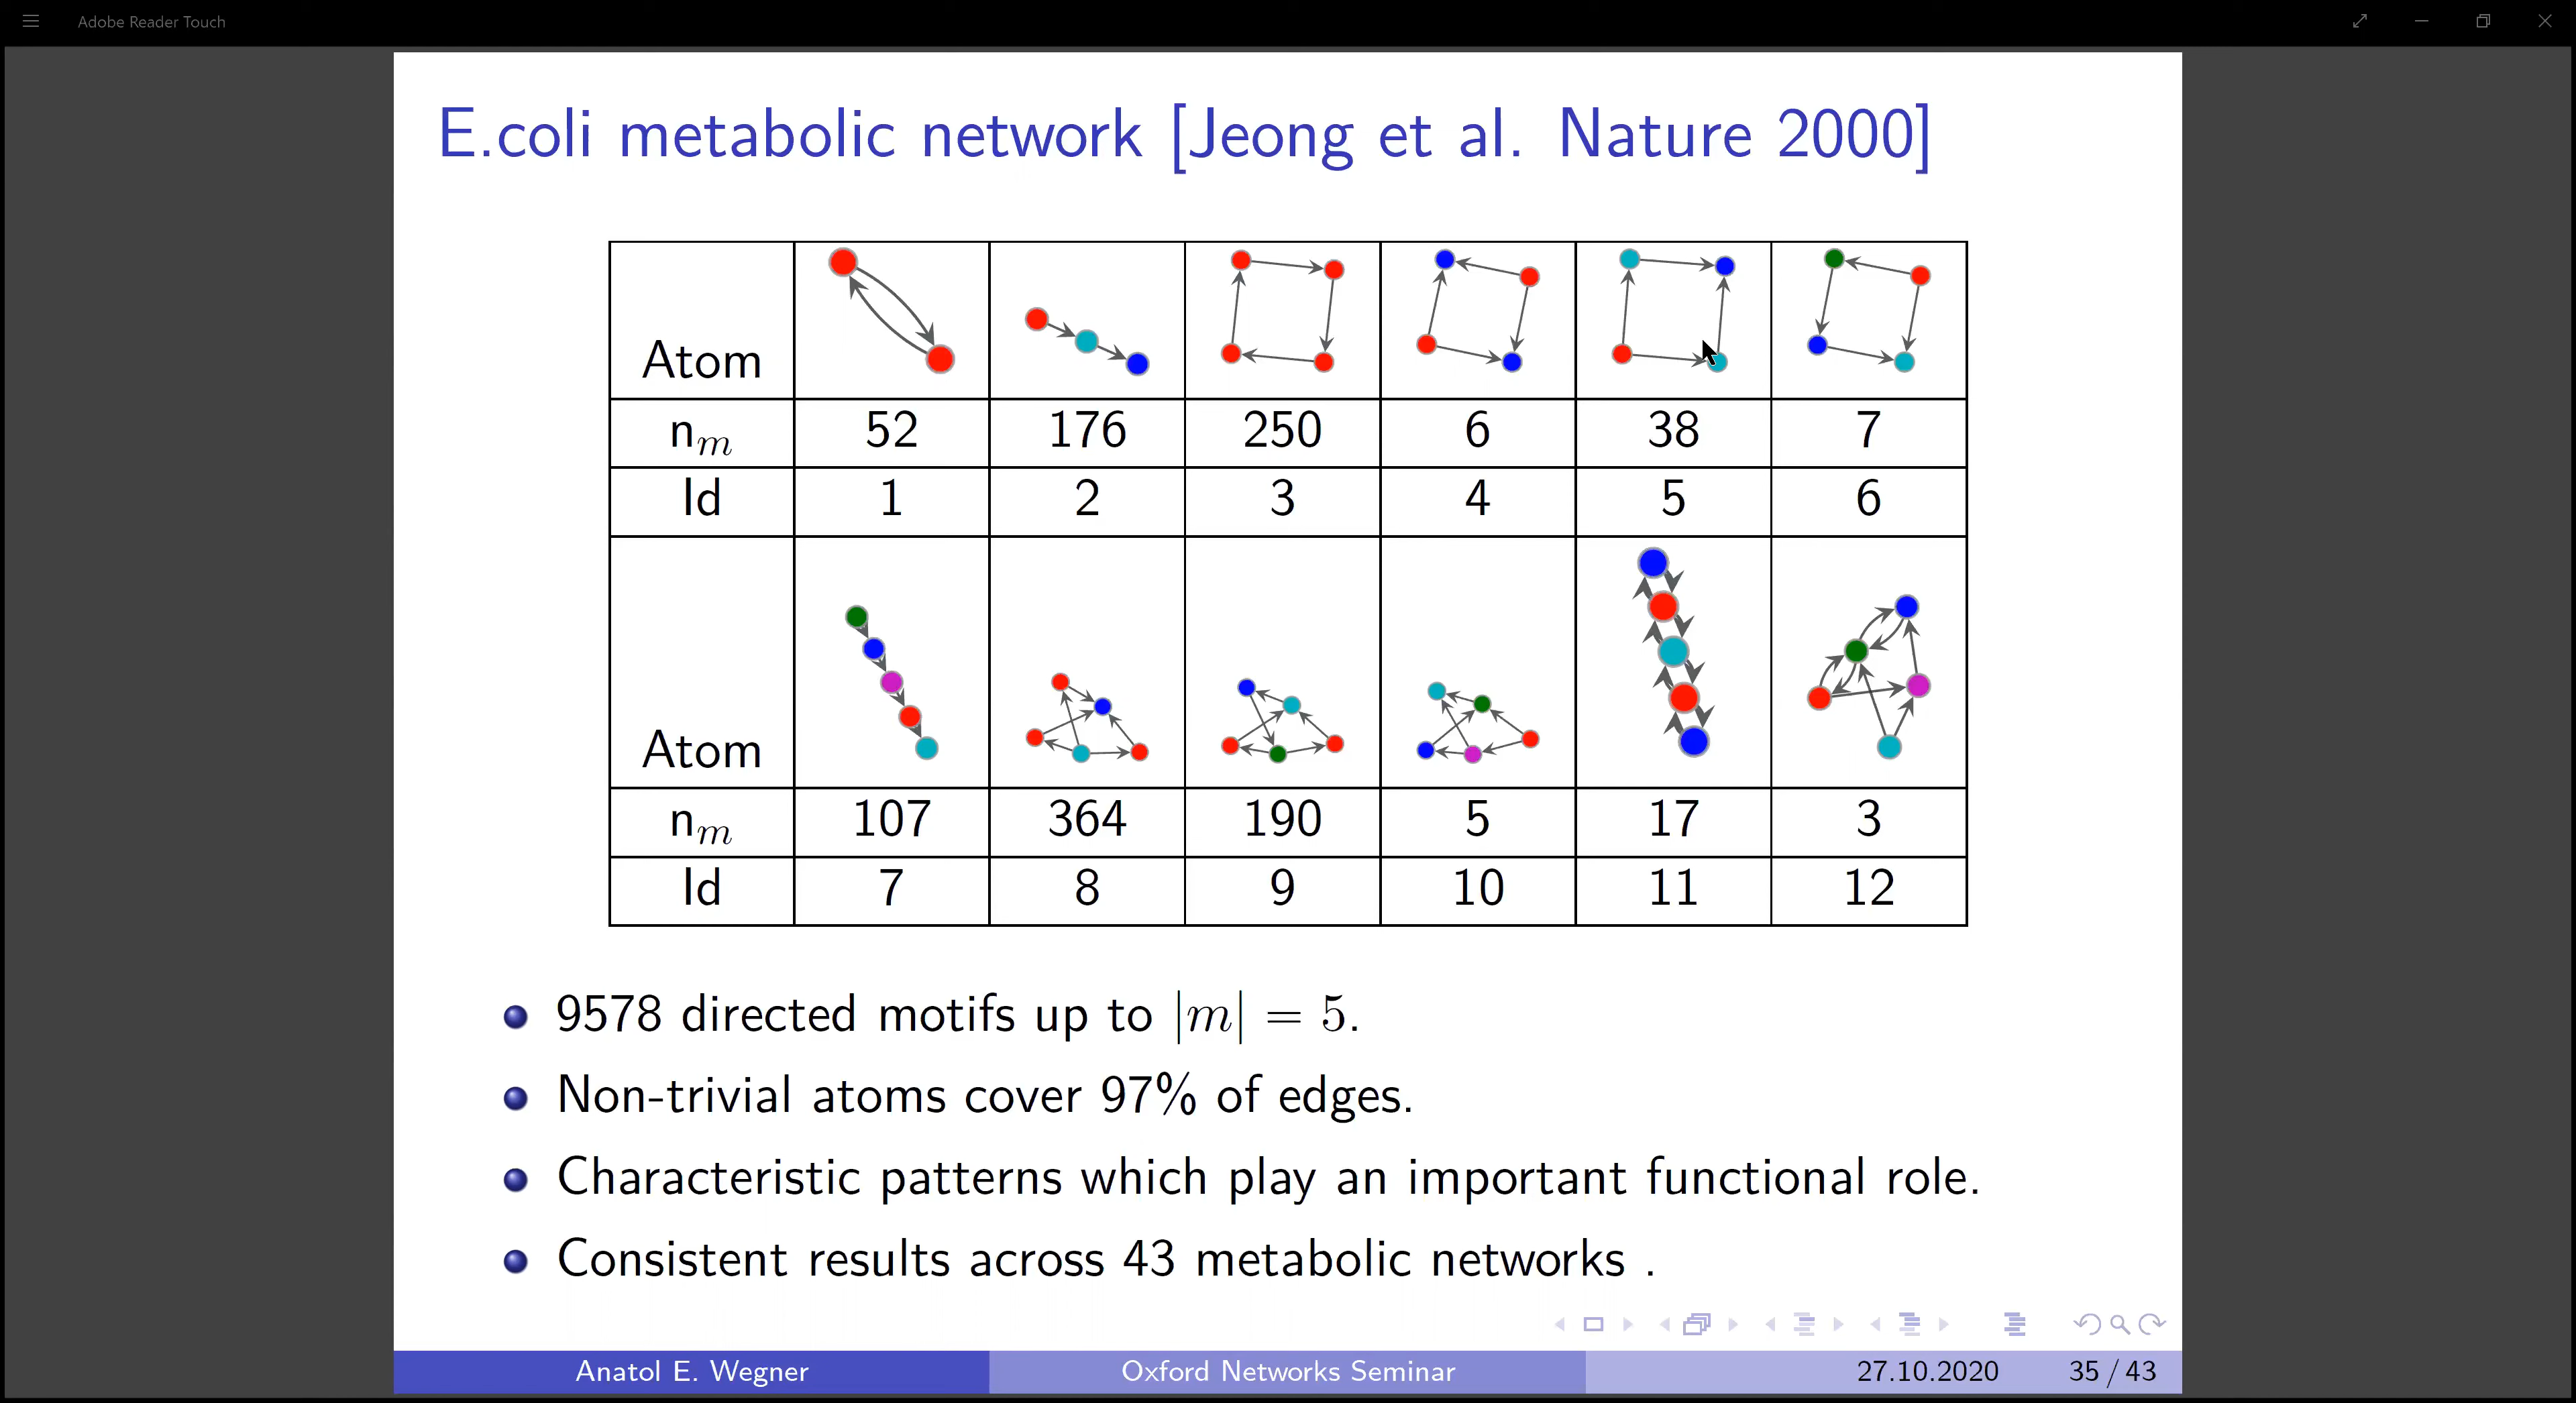 Adobe Reader Touch
E.coli metabolic network [Jeong et al. Nature 2000]
Atom
n_m 52 176 250 6 38 7
Id 1 2 3 4 5 6
Atom
n_m 107 364 190 5 17 3
Id 7 8 9 10 11 12
9578 directed motifs up to |m| = 5.
Non-trivial atoms cover 97% of edges.
Characteristic patterns which play an important functional role.
Consistent results across 43 metabolic networks .
Anatol E. Wegner Oxford Networks Seminar 27.10.2020 35 / 43